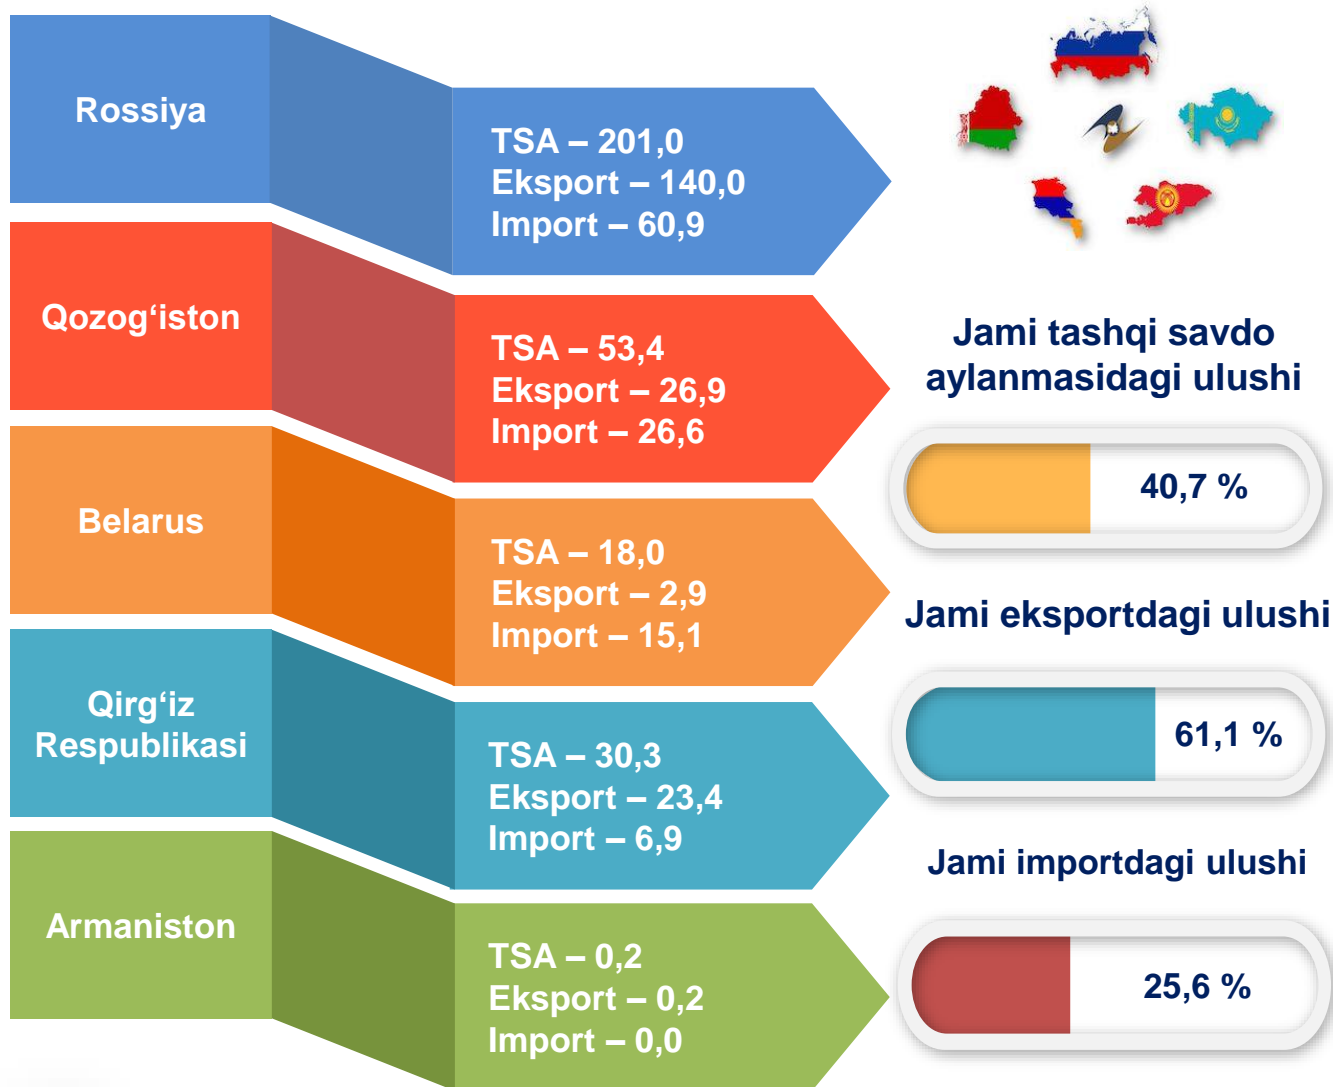 Rossiya
TSA – 201,0
Eksport – 140,0
Import – 60,9
Qozog‘iston
TSA – 53,4
Eksport – 26,9
Import – 26,6
Belarus
TSA – 18,0
Eksport – 2,9
Import – 15,1
Qirg‘iz
Respublikasi
TSA – 30,3
Eksport – 23,4
Import – 6,9
Armaniston
TSA – 0,2
Eksport – 0,2
Import – 0,0
Jami tashqi savdo
aylanmasidagi ulushi
40,7 %
Jami eksportdagi ulushi
61,1 %
Jami importdagi ulushi
25,6 %